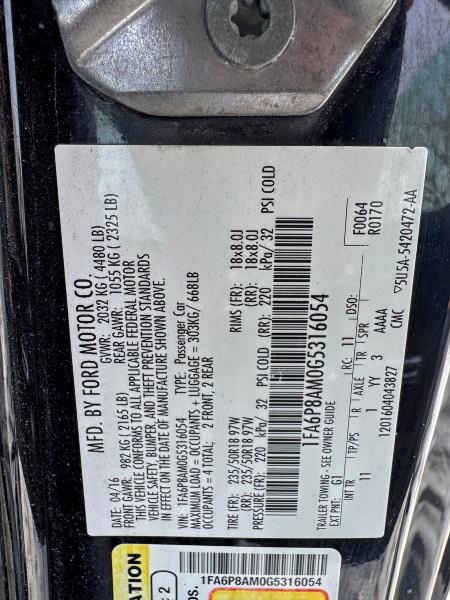 MFD. BY FORD MOTOR CO.
DATE: 04/16 GVWR: 2032 KG (4480 LB)
FRONT GAWR: 982 KG (2165 LB) REAR GAWR: 1055 KG (2325 LB)
THIS VEHICLE CONFORMS TO ALL APPLICABLE FEDERAL MOTOR
VEHICLE SAFETY, BUMPER, AND THEFT PREVENTION STANDARDS
IN EFFECT ON THE DATE OF MANUFACTURE SHOWN ABOVE.
VIN: 1FA6P8AM0G5316054 TYPE: Passenger Car
MAXIMUM LOAD = OCCUPANTS + LUGGAGE = 303KG/ 668LB
OCCUPANTS = 4 TOTAL: 2 FRONT, 2 REAR
TIRE (FR): 235/50R18 97W RIMS (FR): 18x8.0J
TIRE (RR): 235/50R18 97W RIMS (RR): 18x8.0J
PRESSURE (FR): 220 kPa/ 32 PSI COLD (RR): 220 kPa/ 32 PSI COLD
1FA6P8AM0G5316054
TRAILER TOWING - SEE OWNER GUIDE
EXT PNT: G1 RC: 11 DSO: F0064
R0170
INT TR TP/PS R AXLE TR SPR
11 1 YY 3 AAAA
1201604043827 CMC ▽5U5A-5420472-AA
1FA6P8AM0G5316054